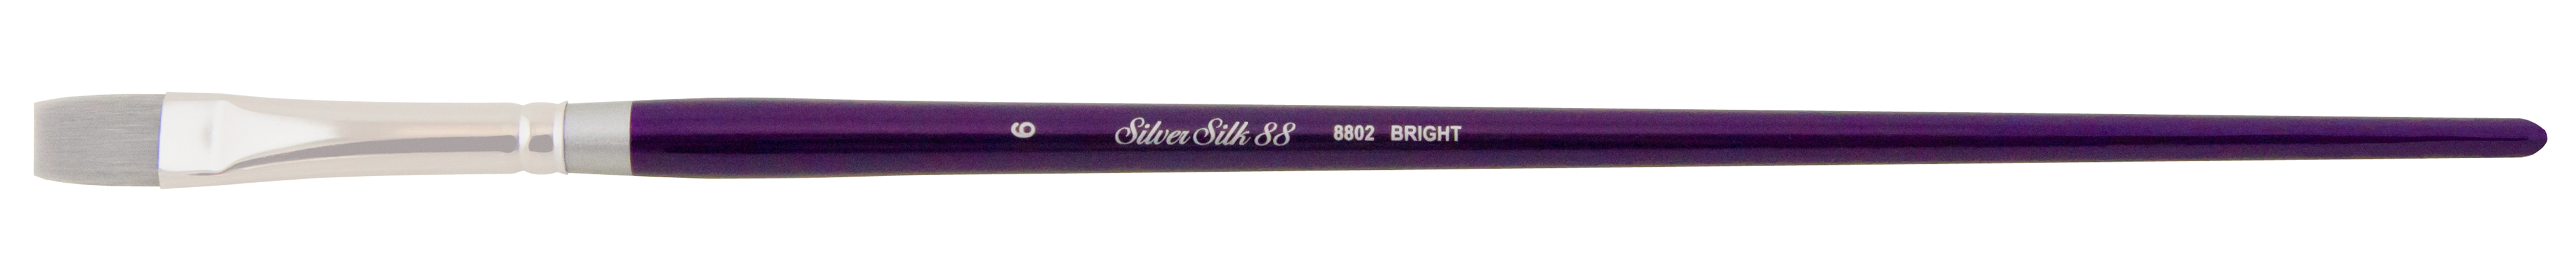 6 Silver Silk 88 8802 BRIGHT